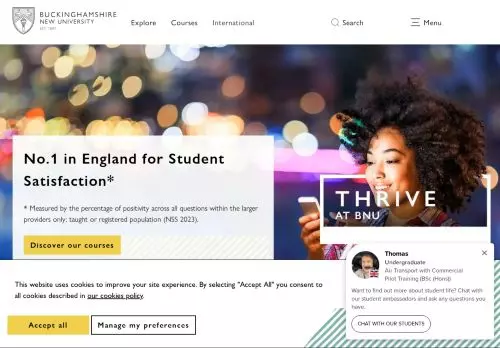 BUCKINGHAMSHIRE
NEW UNIVERSITY
EST. 1891
Explore Courses International Search Menu
No.1 in England for Student
Satisfaction*
* Measured by the percentage of positivity across all questions within the larger
providers only: taught or registered population (NSS 2023).
Discover our courses
THRIVE
AT BNU
This website uses cookies to improve your site experience. By selecting "Accept All" you consent
to all cookies described in our cookies policy.
Accept all
Manage my preferences
Thomas
Undergraduate
Air Transport with Commercial
Pilot Training [BSc (Hons)]
Want to find out more about student life? Chat with
our student ambassadors and ask any questions you
have.
CHAT WITH OUR STUDENTS